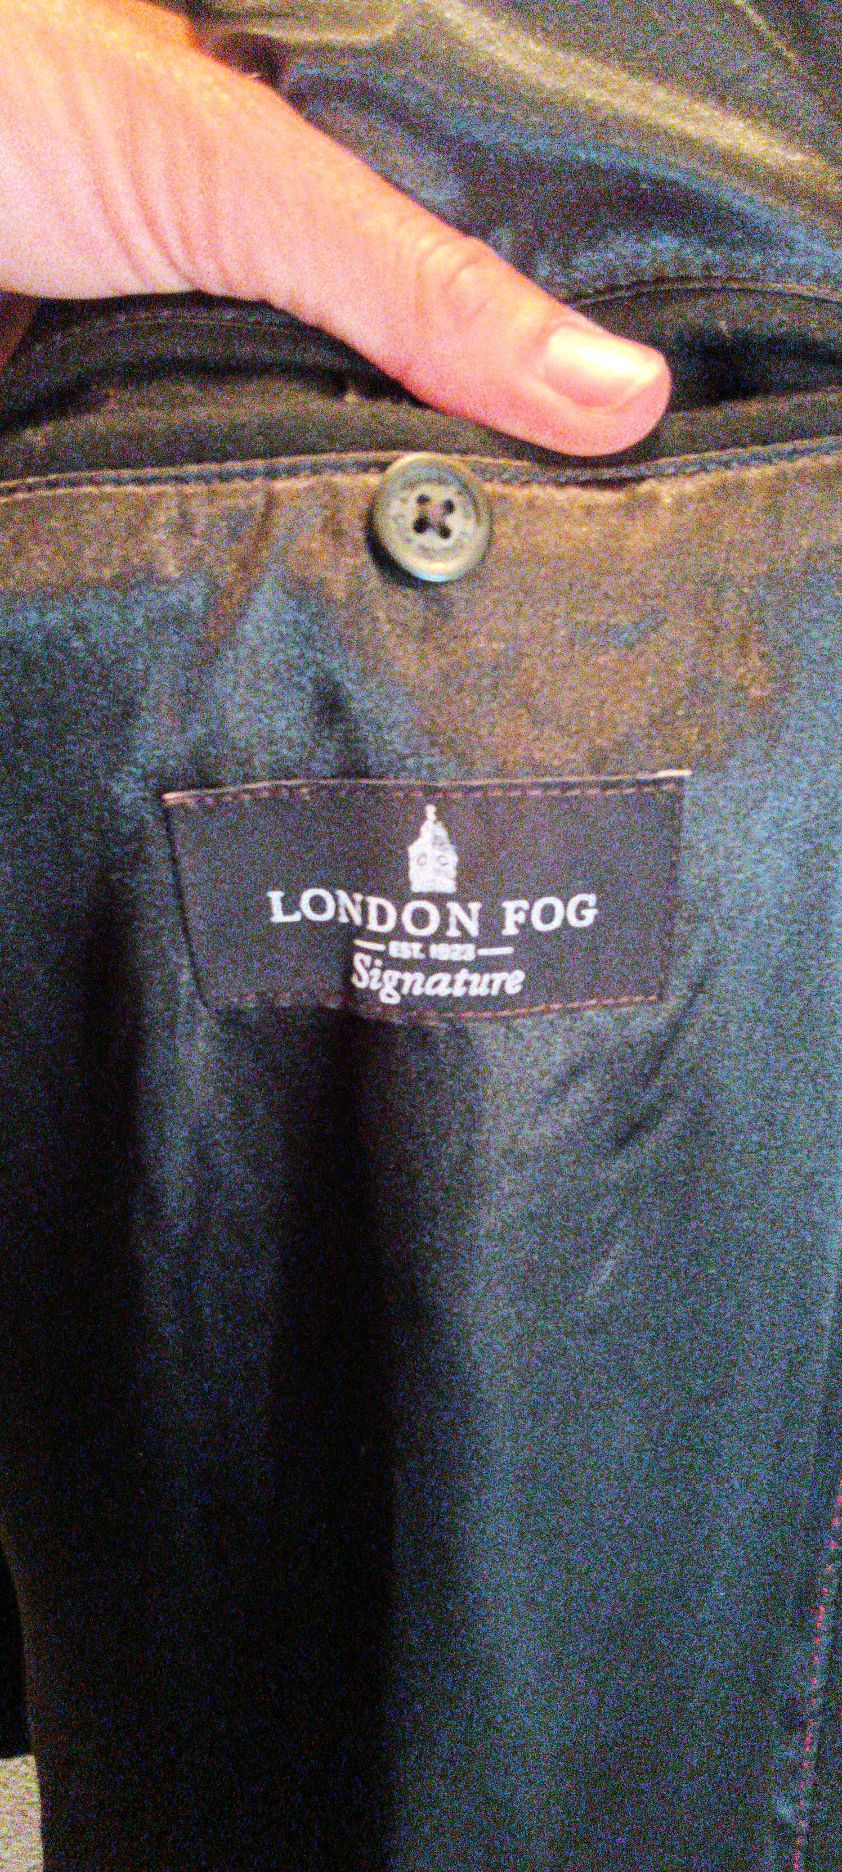 LONDON FOG
EST. 1923
Signature